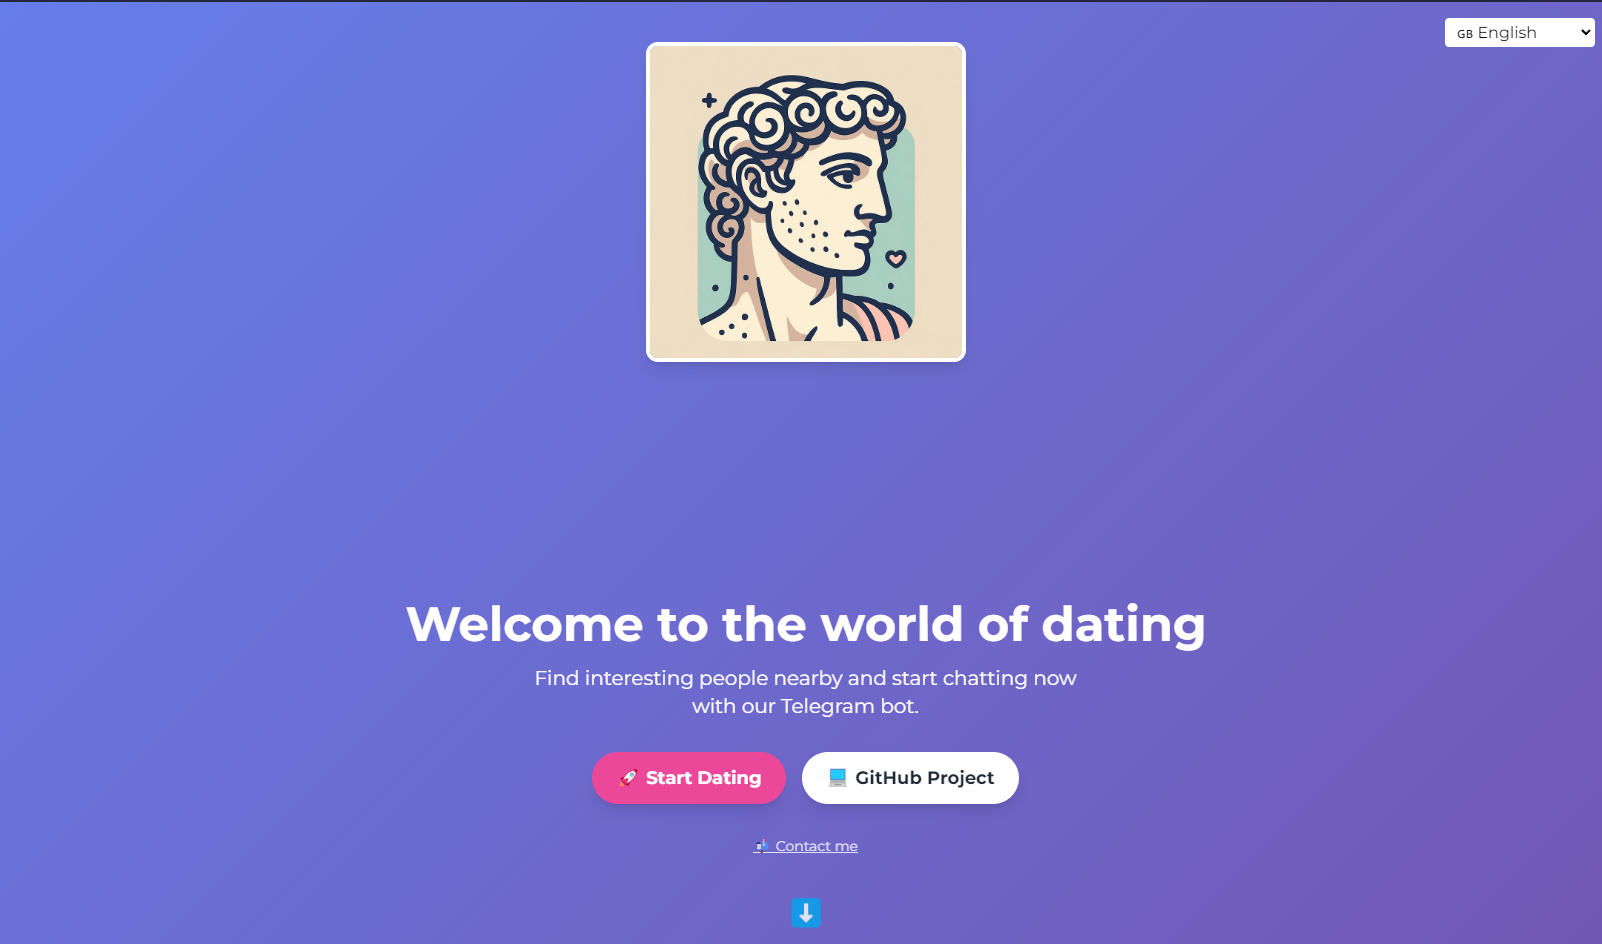 GB English
Welcome to the world of dating
Find interesting people nearby and start chatting now
with our Telegram bot.
🚀 Start Dating
💻 GitHub Project
📬 Contact me
⬇️